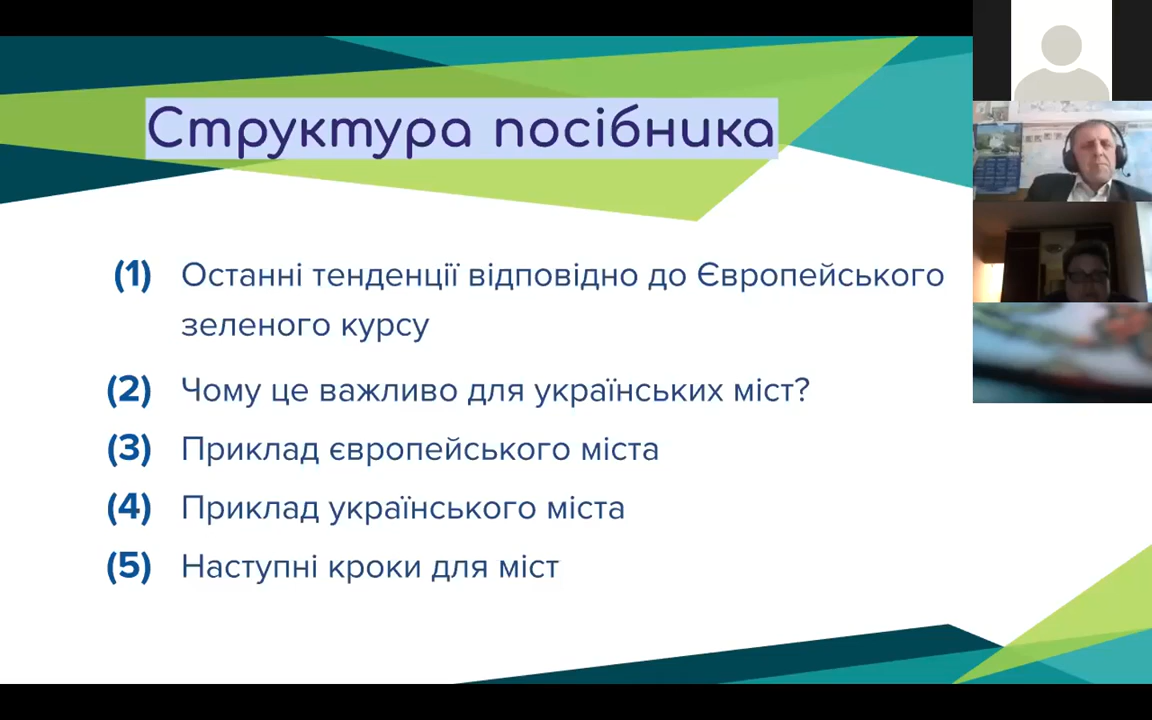 Структура посібника
(1) Останні тенденції відповідно до Європейського
зеленого курсу
(2) Чому це важливо для українських міст?
(3) Приклад європейського міста
(4) Приклад українського міста
(5) Наступні кроки для міст